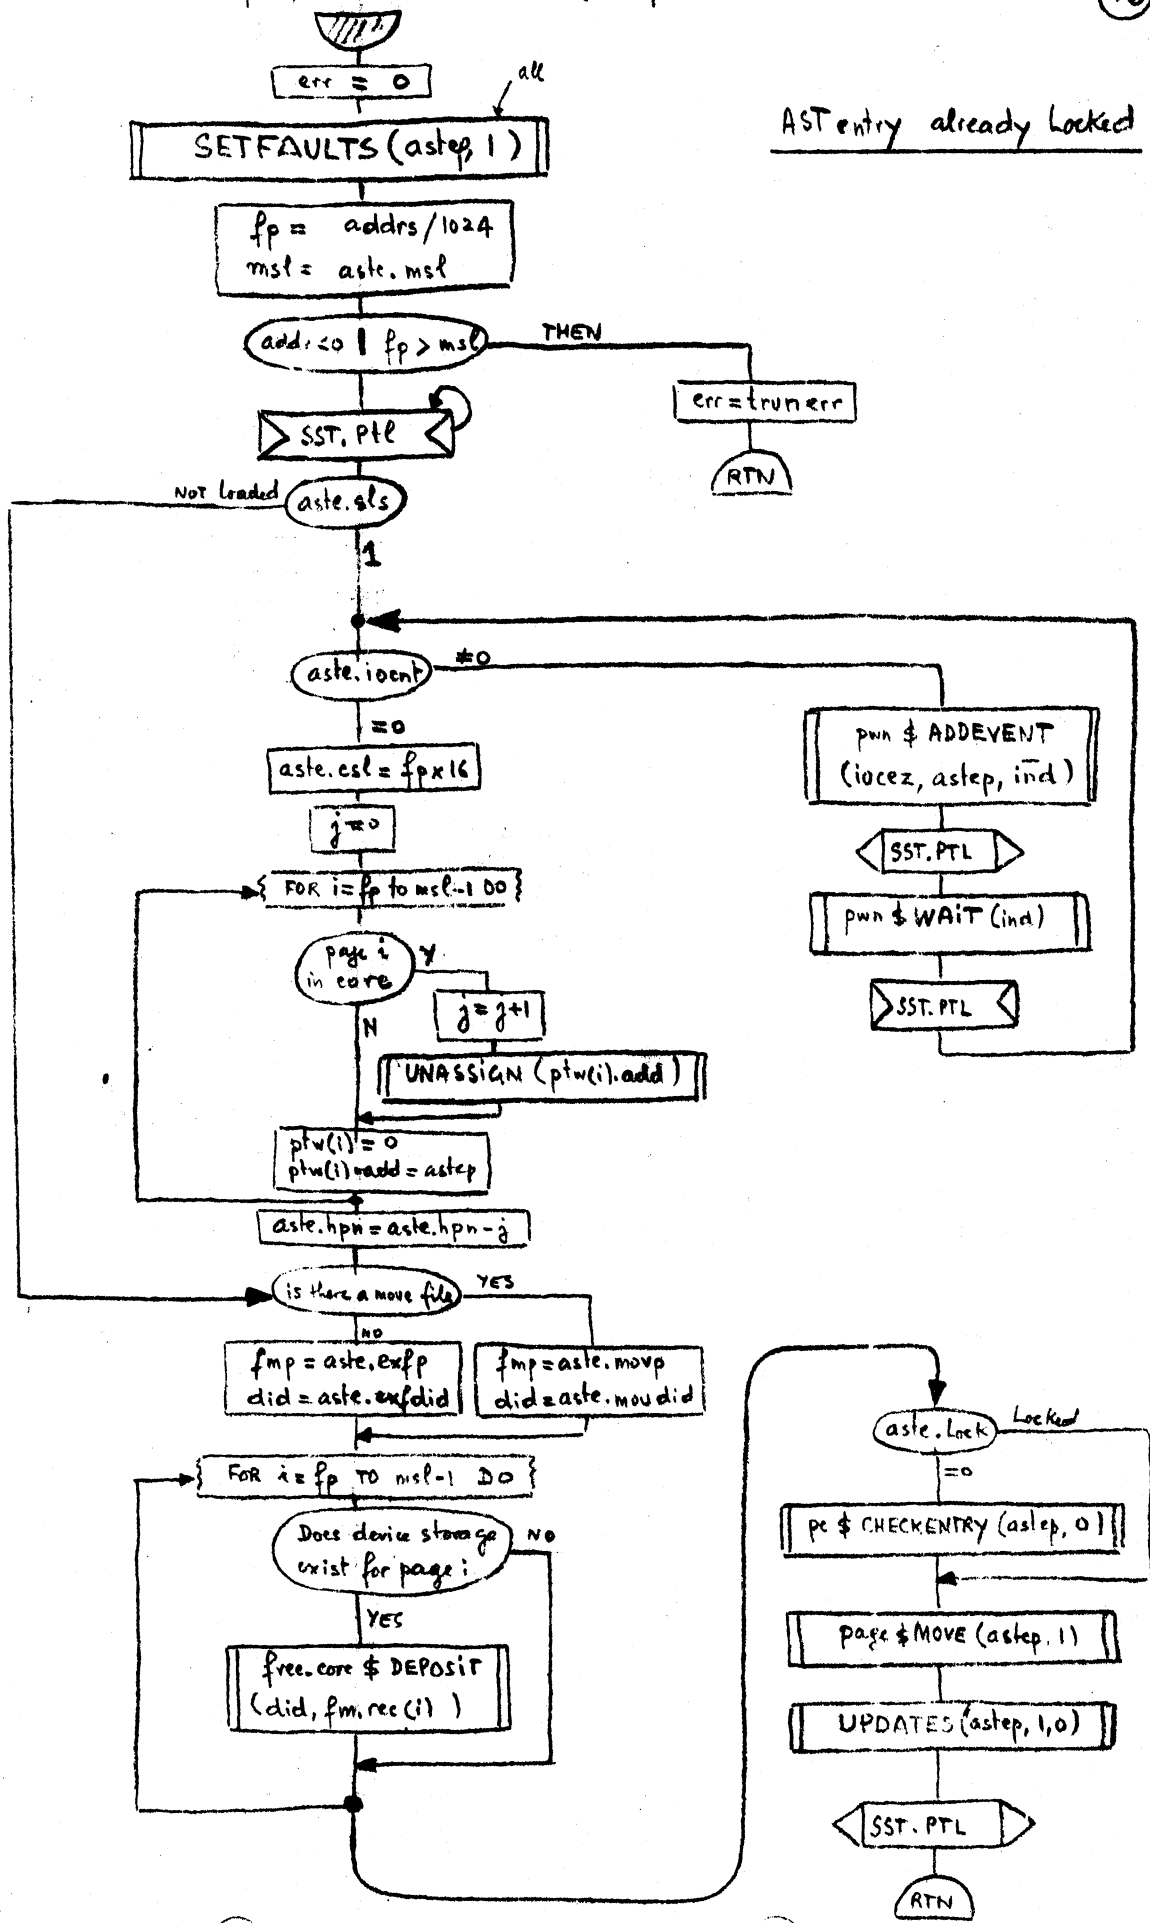 all
err = 0
AST entry already Locked
SETFAULTS (astep, 1)
fp = addrs/1024
msl = aste.msl
addr<0 | fp > msl
THEN
err = trunerr
SST.Ptl
RTN
NOT loaded
aste.sls
1
aste.iocnt
≠0
=0
pwn $ ADDEVENT
(iocez, astep, ind)
aste.csl = fp x 16
j = 0
SST.PTL
FOR i = fp to msl-1 DO
pwn $ WAIT (ind)
page i
in core
Y
j = j+1
SST.PTL
N
UNASSIGN (ptw(i).add)
ptw(i) = 0
ptw(i).add = astep
aste.npn = aste.npn - j
is there a move file
YES
NO
fmp = aste.exfp
did = aste.exfdid
fmp = aste.movp
did = aste.movdid
aste.Lock
Locked
=0
FOR i = fp TO msl-1 DO
Does device storage
exist for page i
NO
pc $ CHECKENTRY (astep, 0)
YES
page $ MOVE (astep, 1)
free.core $ DEPOSIT
(did, fm.rec(i) )
UPDATES (astep, 1,0)
SST.PTL
RTN